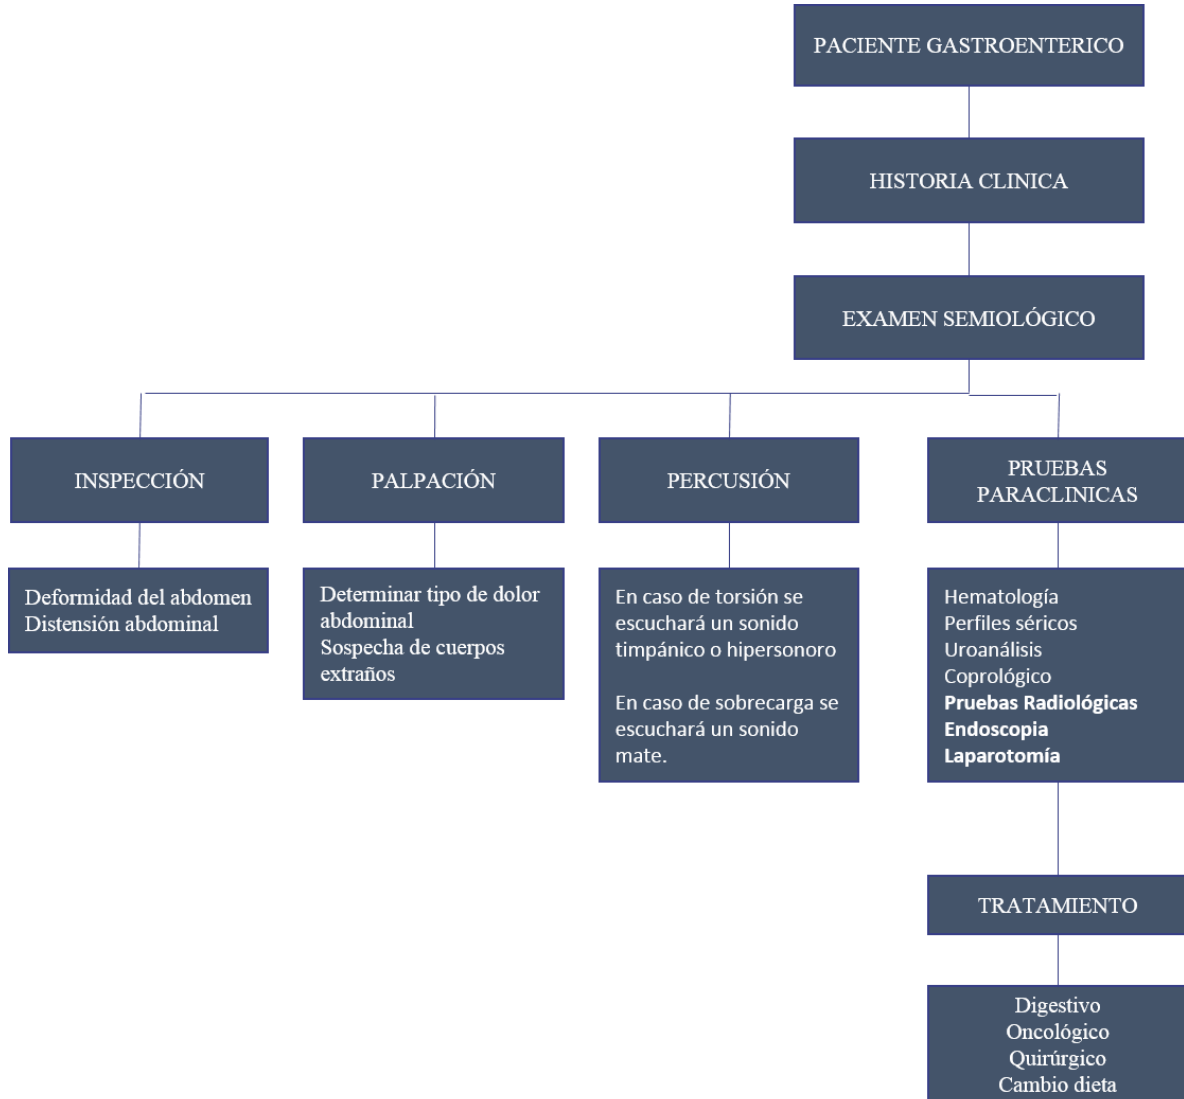 PACIENTE GASTROENTERICO
HISTORIA CLINICA
EXAMEN SEMIOLÓGICO
INSPECCIÓN
PALPACIÓN
PERCUSIÓN
PRUEBAS
PARACLINICAS
Deformidad del abdomen
Distensión abdominal
Determinar tipo de dolor
abdominal
Sospecha de cuerpos
extraños
En caso de torsión se
escuchará un sonido
timpánico o hipersonoro
En caso de sobrecarga se
escuchará un sonido
mate.
Hematología
Perfiles séricos
Uroanálisis
Coprológico
Pruebas Radiológicas
Endoscopia
Laparotomía
TRATAMIENTO
Digestivo
Oncológico
Quirúrgico
Cambio dieta